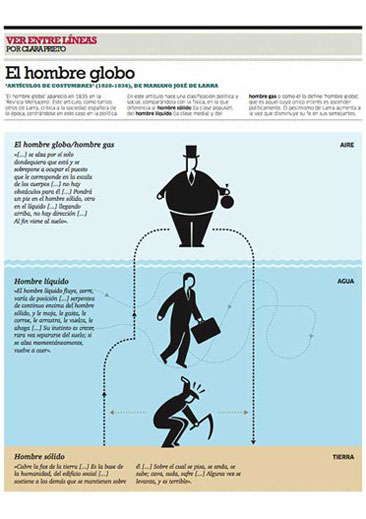 VER ENTRE LÍNEAS
POR CLARA PRIETO
El hombre globo
'ARTÍCULOS DE COSTUMBRES' (1828-1836), DE MARIANO JOSÉ DE LARRA
'El hombre globo' apareció en 1835 en la
'Revista Mensajero'. Este artículo, como tantos
otros de Larra, critica a la sociedad española de
la época, centrándose en este caso en la política
En este artículo hace una clasificación política y
social, comparándola con la física, en la que
diferencia al hombre sólido (la clase popular),
del hombre líquido (la clase media) y del
hombre gas o como él lo define 'hombre globo',
que es aquel cuyo único interés es ascender
políticamente. El pesimismo de Larra aumenta a
la vez que disminuye su fe en sus semejantes.
El hombre globo/hombre gas
«[...] se alza por sí solo
dondequiera que está y se
sobrepone a ocupar el puesto
que le corresponde en la escala
de los cuerpos [...] no hay
obstáculos para él [...] Pondrá
un pie en el hombre sólido, otro
en el líquido [...] llegando
arriba, no hay dirección [...]
Al fin viene al suelo»
AIRE
Hombre líquido
«El hombre líquido fluye, corre,
varía de posición [...] serpentea
de continuo encima del hombre
sólido, y le moja, le gasta, le
corroe, le arrastra, le vuelca, le
ahoga [...] Su instinto es crecer,
rara vez separarse del suelo; si
se alza momentáneamente,
vuelve a caer».
AGUA
Hombre sólido
«Cubre la faz de la tierra [...] Es la base de
la humanidad, del edificio social [...]
sostiene a los demás que se mantienen sobre
él [...] Sobre el cual se pisa, se anda, se
sube; cava, suda, sufre [...] Alguna vez se
levanta, y es terrible».
TIERRA